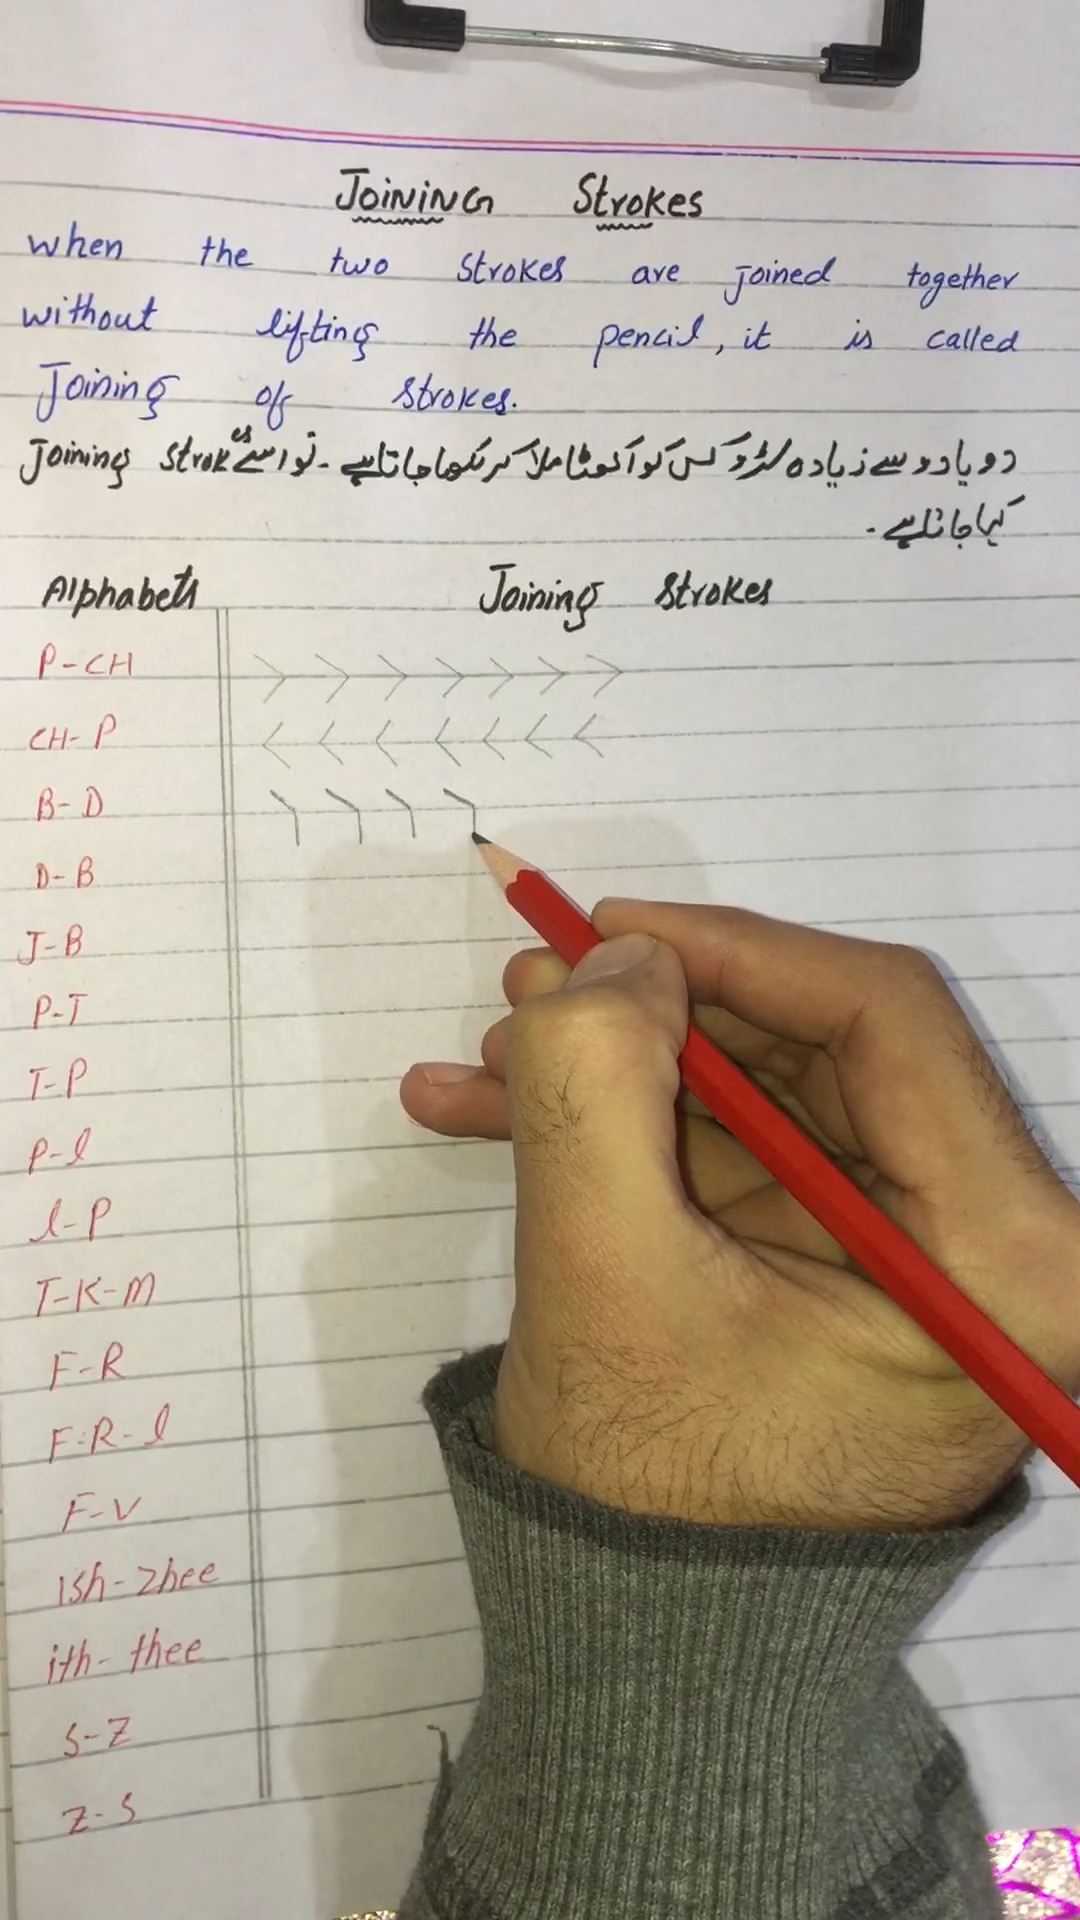 Joining Strokes
When the two strokes are joined together
without lifting the pencil, it is called
Joining of strokes.
دو یا دو سے زیادہ سٹروکس کو اکھٹا ملا کر لکھا جاتا ہے۔ تو اسے Joining strokes
کہا جاتا ہے۔
Alphabets Joining Strokes
P-CH
CH-P
B-D
D-B
J-B
P-T
T-P
P-l
l-P
T-K-M
F-R
F-R-l
F-V
ish-zhee
ith-thee
S-Z
Z-S